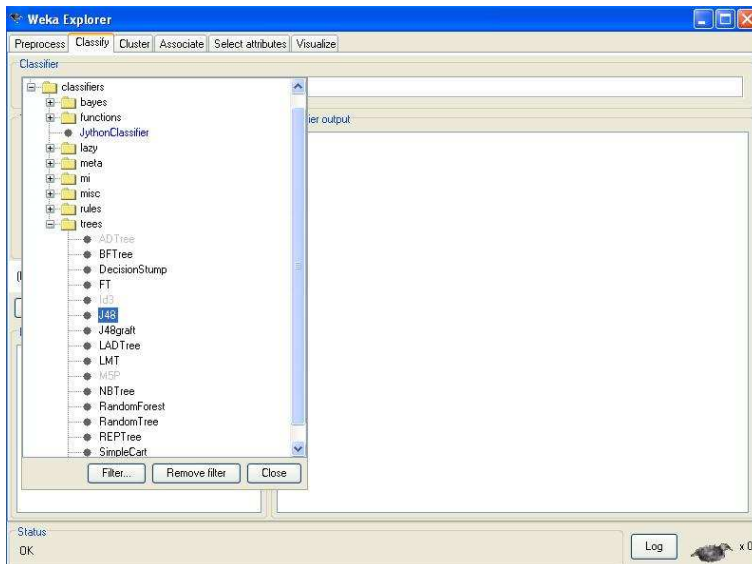 Weka Explorer
Preprocess Classify Cluster Associate Select attributes Visualize
Classifier
classifiers
bayes
functions
JythonClassifier
lazy
meta
mi
misc
rules
trees
ADTree
BFTree
DecisionStump
FT
Id3
J48
J48graft
LADTree
LMT
M5P
NBTree
RandomForest
RandomTree
REPTree
SimpleCart
Filter... Remove filter Close
ier output
Status
OK
Log
x 0